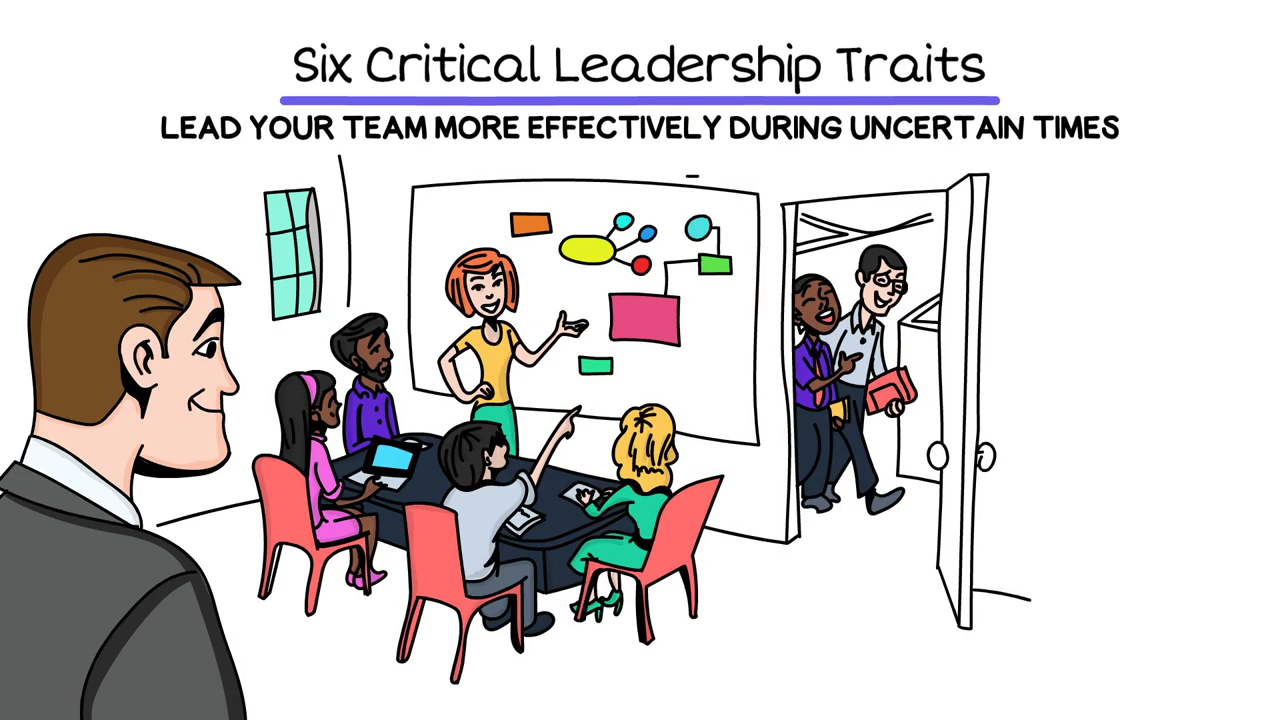 Six Critical Leadership Traits
LEAD YOUR TEAM MORE EFFECTIVELY DURING UNCERTAIN TIMES